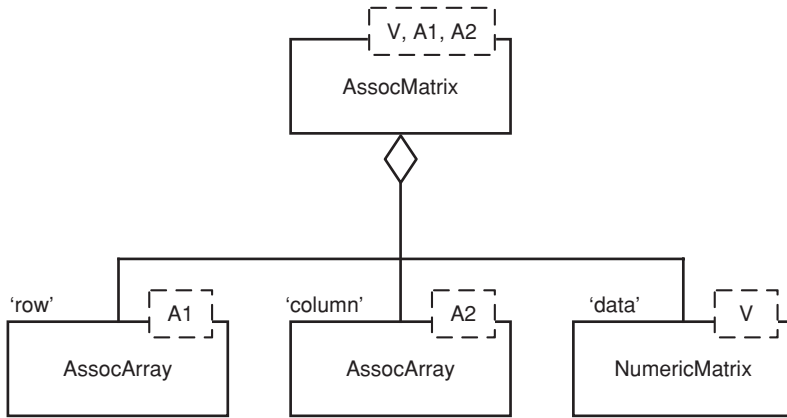 V, A1, A2
AssocMatrix
‘row’
A1
AssocArray
‘column’
A2
AssocArray
‘data’
V
NumericMatrix